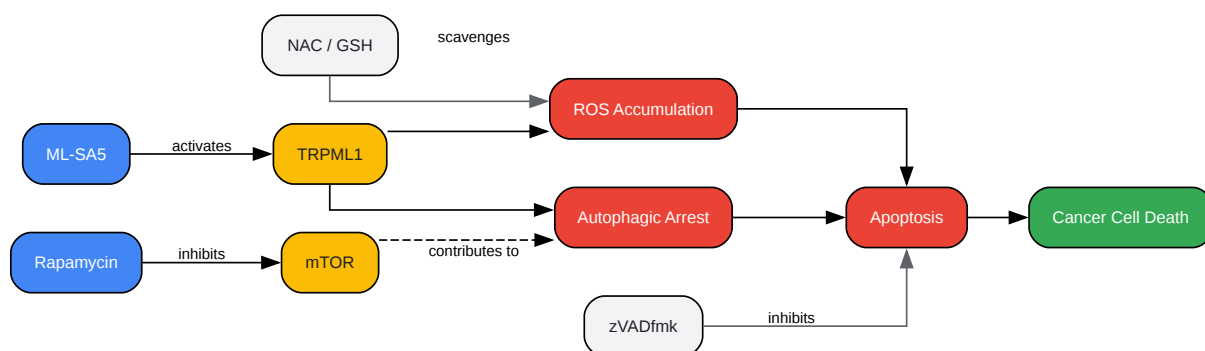 NAC / GSH
scavenges
ROS Accumulation
ML-SA5
activates
TRPML1
Autophagic Arrest
Apoptosis
Cancer Cell Death
Rapamycin
inhibits
mTOR
contributes to
zVADfmk
inhibits